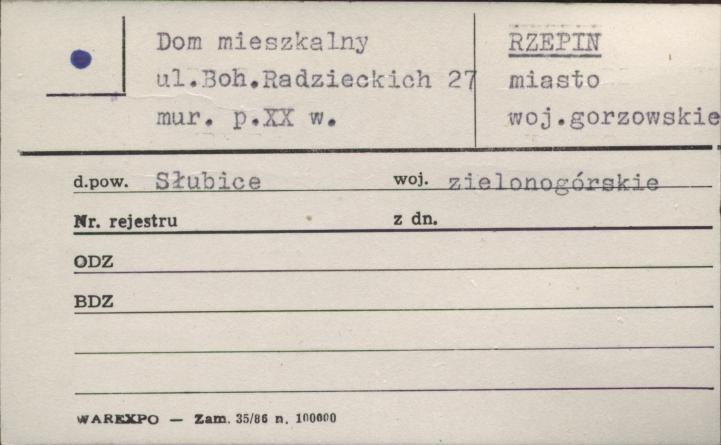 Dom mieszkalny
ul.Boh.Radzieckich 27
mur. p.XX w.
RZEPIN
miasto
woj.gorzowskie
d.pow. Słubice woj. zielonogórskie
Nr. rejestru z dn.
ODZ
BDZ
WAREXPO — Zam. 35/86 n. 100000